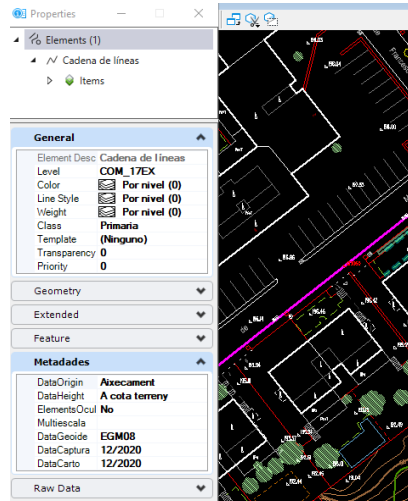 Properties
Elements (1)
Cadena de líneas
Items
General
Element Desc Cadena de líneas
Level COM_17EX
Color Por nivel (0)
Line Style Por nivel (0)
Weight Por nivel (0)
Class Primaria
Template (Ninguno)
Transparency 0
Priority 0
Geometry
Extended
Feature
Metadades
DataOrigin Aixecament
DataHeight A cota terreny
ElementsOcul No
Multiescala
DataGeoide EGM08
DataCaptura 12/2020
DataCarto 12/2020
Raw Data